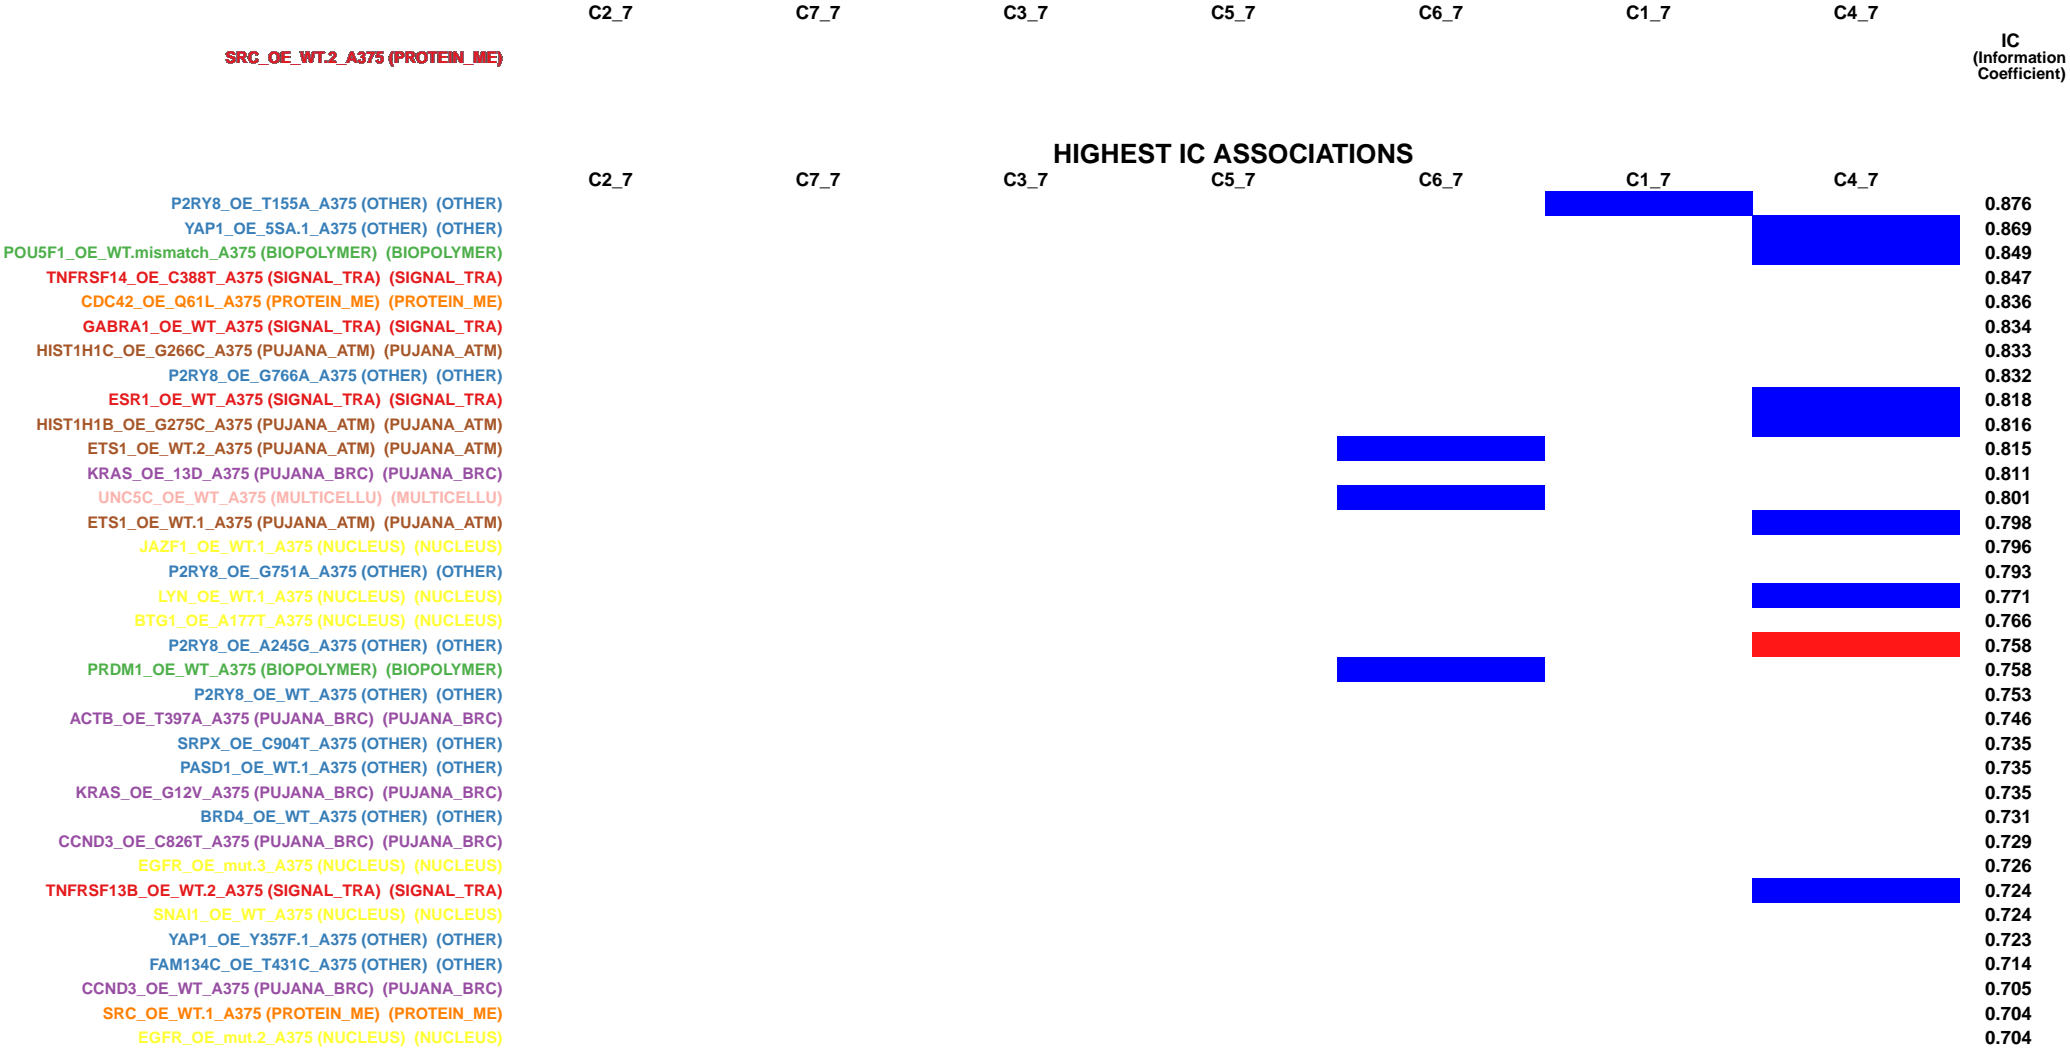 C2_7 C7_7 C3_7 C5_7 C6_7 C1_7 C4_7
SRC_OE_WT.2_A375 (PROTEIN_ME)
IC
(Information
Coefficient)
HIGHEST IC ASSOCIATIONS
C2_7 C7_7 C3_7 C5_7 C6_7 C1_7 C4_7
P2RY8_OE_T155A_A375 (OTHER) (OTHER) 0.876
YAP1_OE_5SA.1_A375 (OTHER) (OTHER) 0.869
POU5F1_OE_WT.mismatch_A375 (BIOPOLYMER) (BIOPOLYMER) 0.849
TNFRSF14_OE_C388T_A375 (SIGNAL_TRA) (SIGNAL_TRA) 0.847
CDC42_OE_Q61L_A375 (PROTEIN_ME) (PROTEIN_ME) 0.836
GABRA1_OE_WT_A375 (SIGNAL_TRA) (SIGNAL_TRA) 0.834
HIST1H1C_OE_G266C_A375 (PUJANA_ATM) (PUJANA_ATM) 0.833
P2RY8_OE_G766A_A375 (OTHER) (OTHER) 0.832
ESR1_OE_WT_A375 (SIGNAL_TRA) (SIGNAL_TRA) 0.818
HIST1H1B_OE_G275C_A375 (PUJANA_ATM) (PUJANA_ATM) 0.816
ETS1_OE_WT.2_A375 (PUJANA_ATM) (PUJANA_ATM) 0.815
KRAS_OE_13D_A375 (PUJANA_BRC) (PUJANA_BRC) 0.811
UNC5C_OE_WT_A375 (MULTICELLU) (MULTICELLU) 0.801
ETS1_OE_WT.1_A375 (PUJANA_ATM) (PUJANA_ATM) 0.798
JAZF1_OE_WT.1_A375 (NUCLEUS) (NUCLEUS) 0.796
P2RY8_OE_G751A_A375 (OTHER) (OTHER) 0.793
LYN_OE_WT.1_A375 (NUCLEUS) (NUCLEUS) 0.771
BTG1_OE_A177T_A375 (NUCLEUS) (NUCLEUS) 0.766
P2RY8_OE_A245G_A375 (OTHER) (OTHER) 0.758
PRDM1_OE_WT_A375 (BIOPOLYMER) (BIOPOLYMER) 0.758
P2RY8_OE_WT_A375 (OTHER) (OTHER) 0.753
ACTB_OE_T397A_A375 (PUJANA_BRC) (PUJANA_BRC) 0.746
SRPX_OE_C904T_A375 (OTHER) (OTHER) 0.735
PASD1_OE_WT.1_A375 (OTHER) (OTHER) 0.735
KRAS_OE_G12V_A375 (PUJANA_BRC) (PUJANA_BRC) 0.735
BRD4_OE_WT_A375 (OTHER) (OTHER) 0.731
CCND3_OE_C826T_A375 (PUJANA_BRC) (PUJANA_BRC) 0.729
EGFR_OE_mut.3_A375 (NUCLEUS) (NUCLEUS) 0.726
TNFRSF13B_OE_WT.2_A375 (SIGNAL_TRA) (SIGNAL_TRA) 0.724
SNAI1_OE_WT_A375 (NUCLEUS) (NUCLEUS) 0.724
YAP1_OE_Y357F.1_A375 (OTHER) (OTHER) 0.723
FAM134C_OE_T431C_A375 (OTHER) (OTHER) 0.714
CCND3_OE_WT_A375 (PUJANA_BRC) (PUJANA_BRC) 0.705
SRC_OE_WT.1_A375 (PROTEIN_ME) (PROTEIN_ME) 0.704
EGFR_OE_mut.2_A375 (NUCLEUS) (NUCLEUS) 0.704